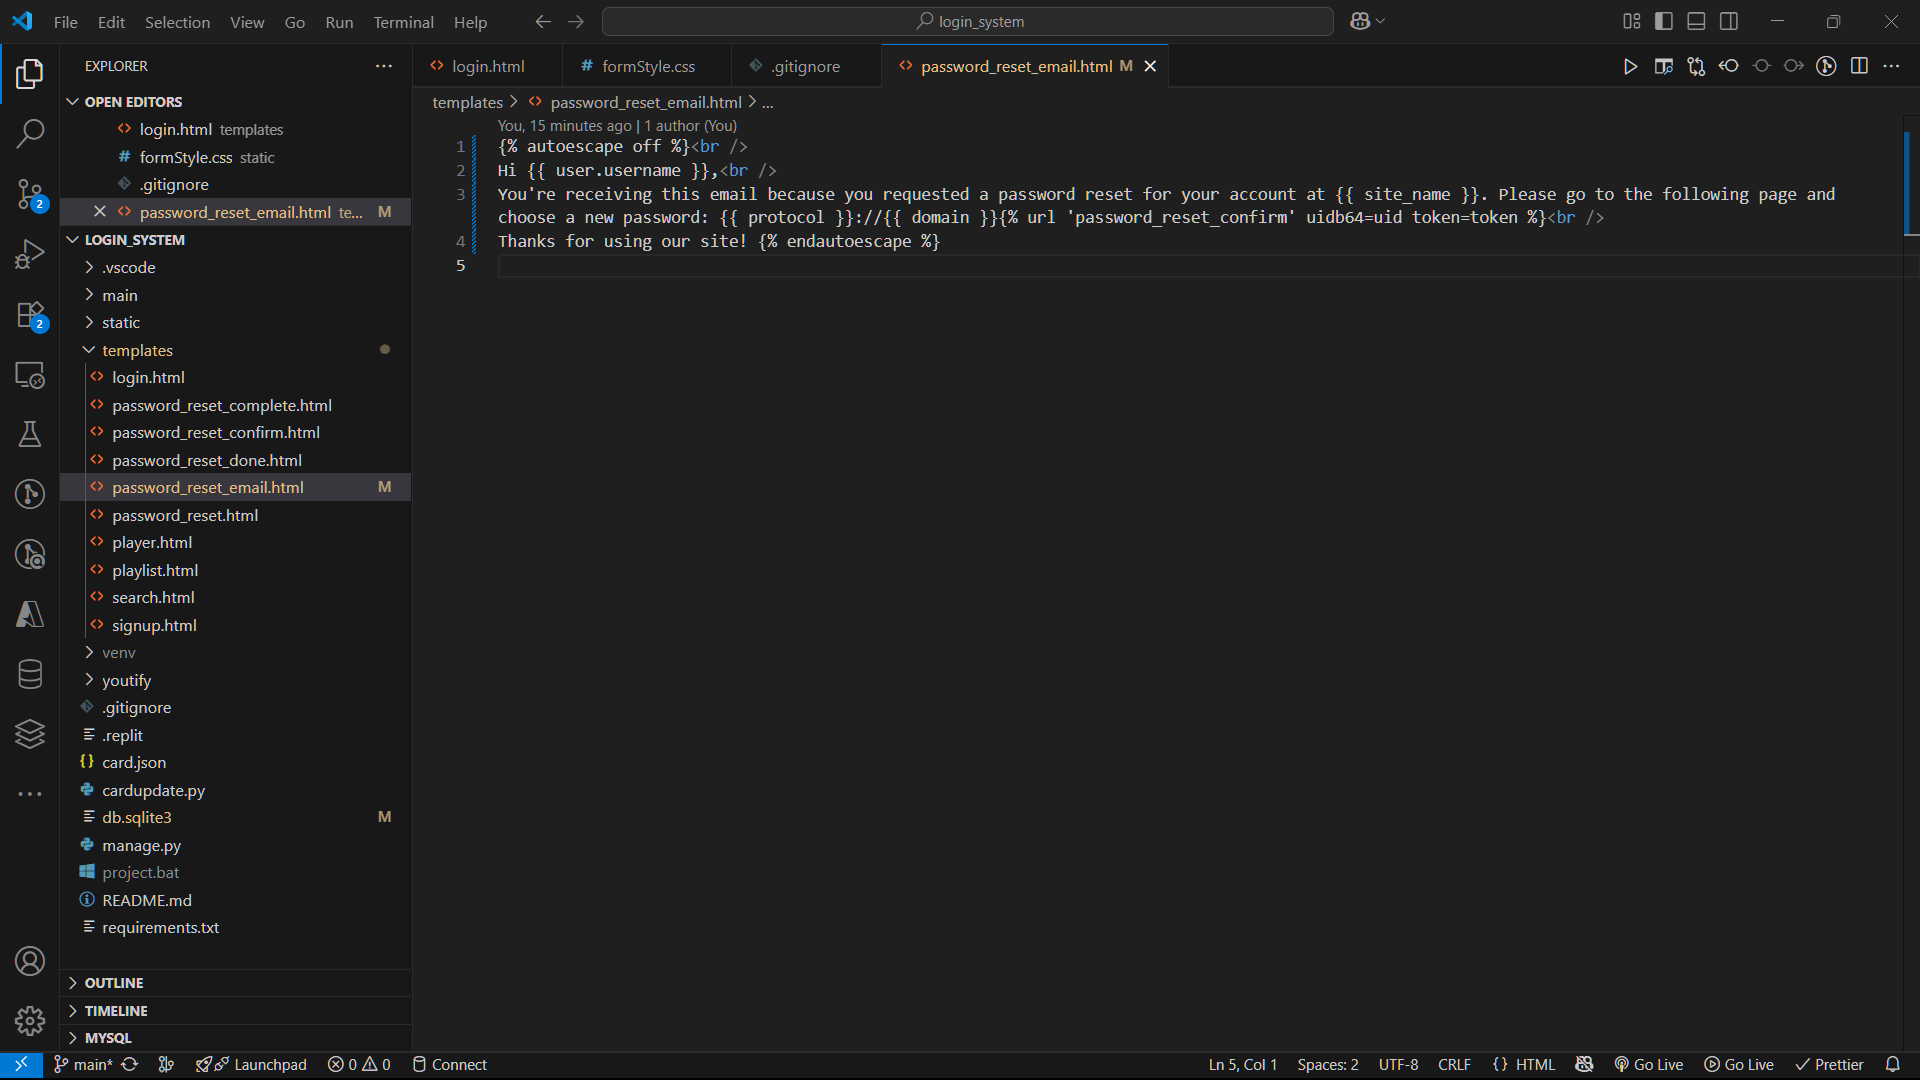 File Edit Selection View Go Run Terminal Help
login_system
EXPLORER
OPEN EDITORS
login.html templates
formStyle.css static
.gitignore
password_reset_email.html te... M
LOGIN_SYSTEM
.vscode
main
static
templates
login.html
password_reset_complete.html
password_reset_confirm.html
password_reset_done.html
password_reset_email.html M
password_reset.html
player.html
playlist.html
search.html
signup.html
venv
youtify
.gitignore
.replit
card.json
cardupdate.py
db.sqlite3 M
manage.py
project.bat
README.md
requirements.txt
OUTLINE
TIMELINE
MYSQL
2
2
login.html formStyle.css .gitignore password_reset_email.html M
templates > password_reset_email.html > ...
You, 15 minutes ago | 1 author (You)
1 {% autoescape off %}<br />
2 Hi {{ user.username }},<br />
3 You're receiving this email because you requested a password reset for your account at {{ site_name }}. Please go to the following page and
choose a new password: {{ protocol }}://{{ domain }}{% url 'password_reset_confirm' uidb64=uid token=token %}<br />
4 Thanks for using our site! {% endautoescape %}
5
main* Launchpad 0 0 Connect Ln 5, Col 1 Spaces: 2 UTF-8 CRLF {} HTML Go Live Go Live Prettier